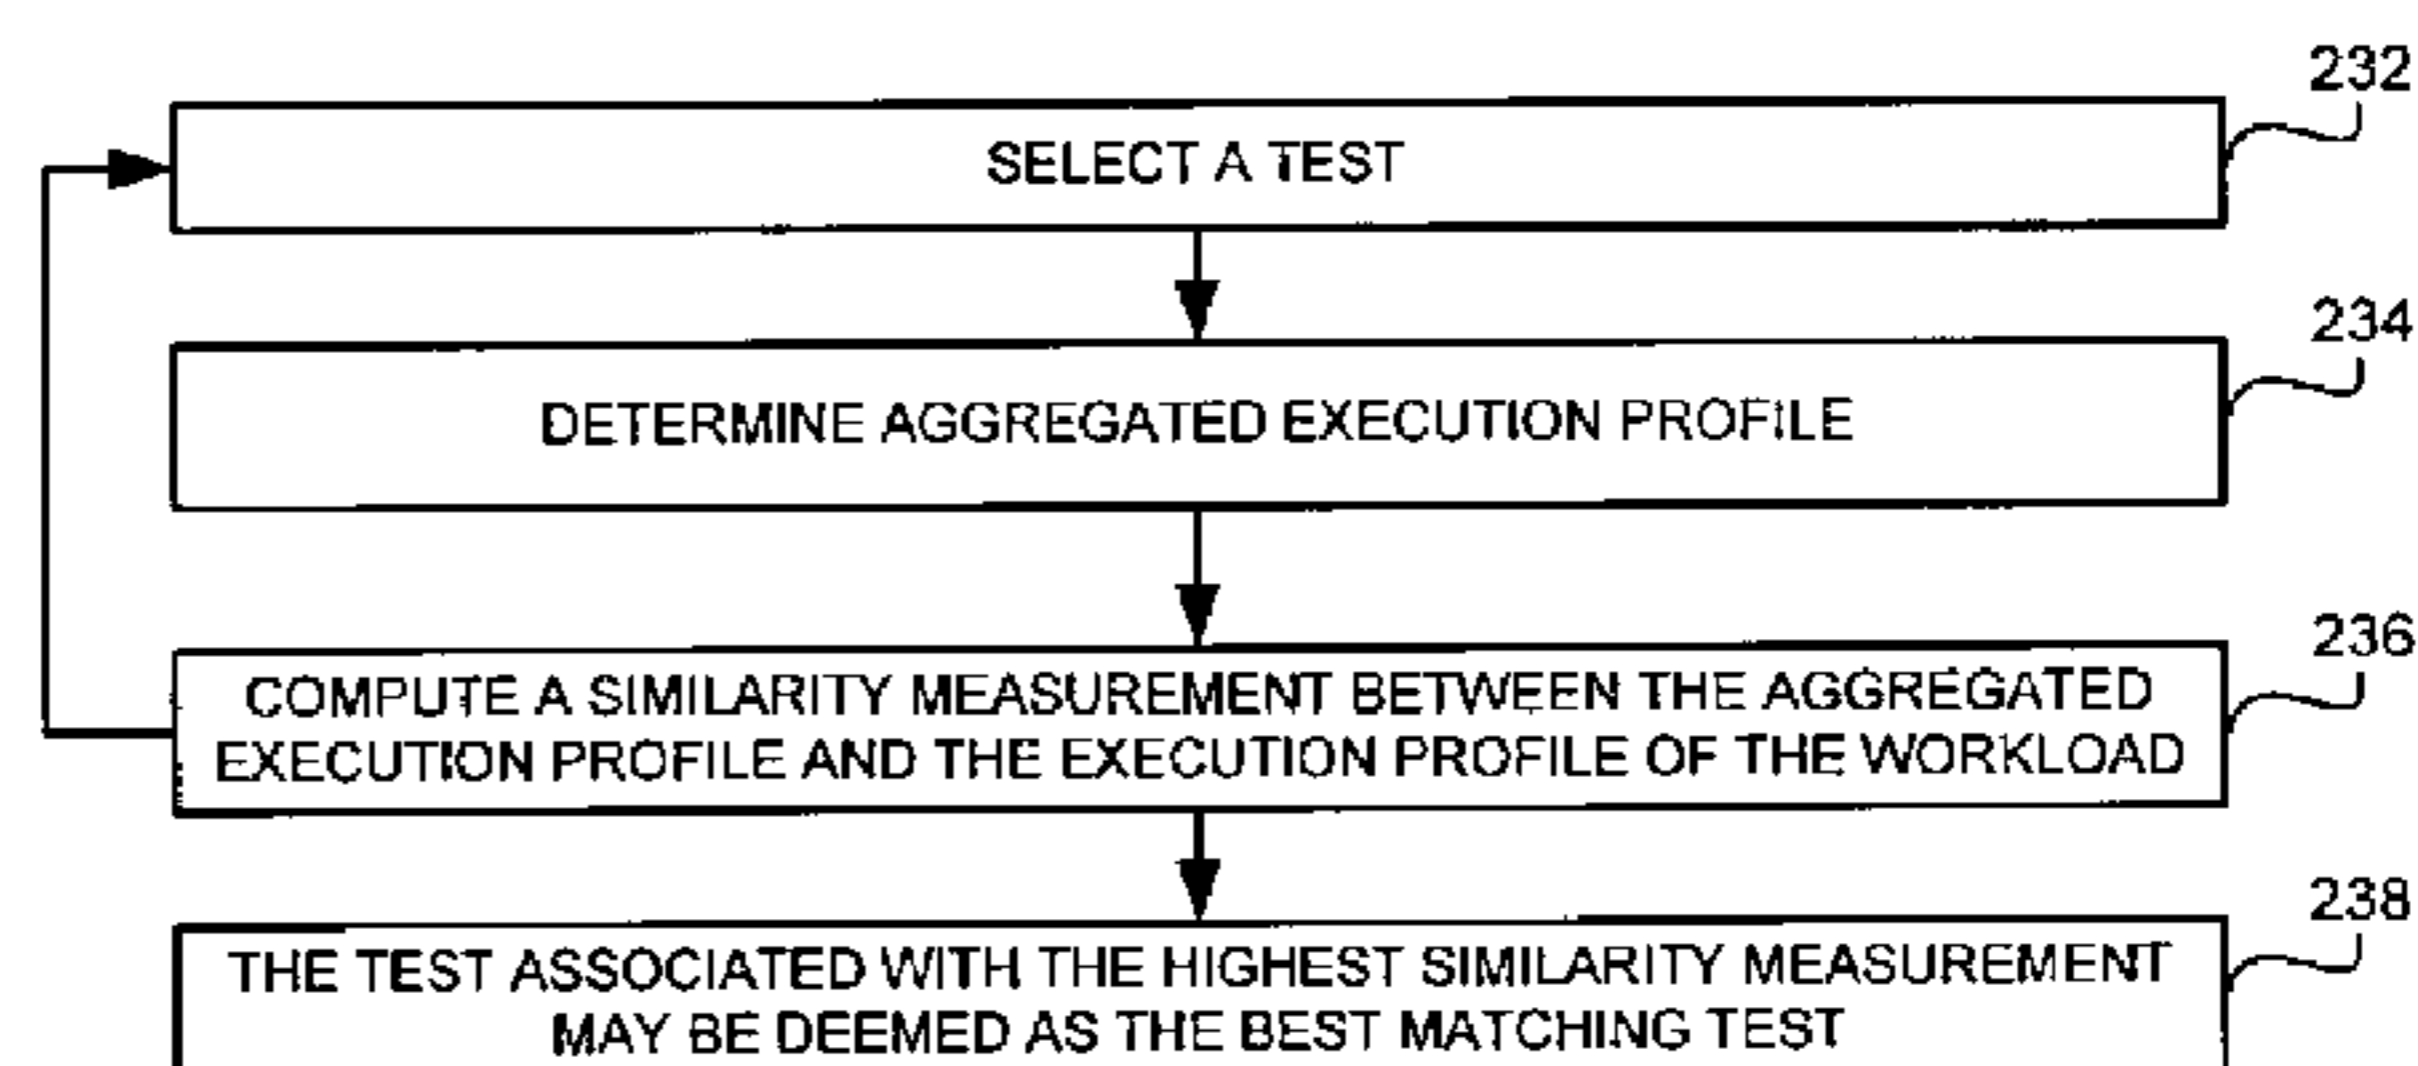 232
SELECT A TEST
234
DETERMINE AGGREGATED EXECUTION PROFILE
236
COMPUTE A SIMILARITY MEASUREMENT BETWEEN THE AGGREGATED
EXECUTION PROFILE AND THE EXECUTION PROFILE OF THE WORKLOAD
238
THE TEST ASSOCIATED WITH THE HIGHEST SIMILARITY MEASUREMENT
MAY BE DEEMED AS THE BEST MATCHING TEST